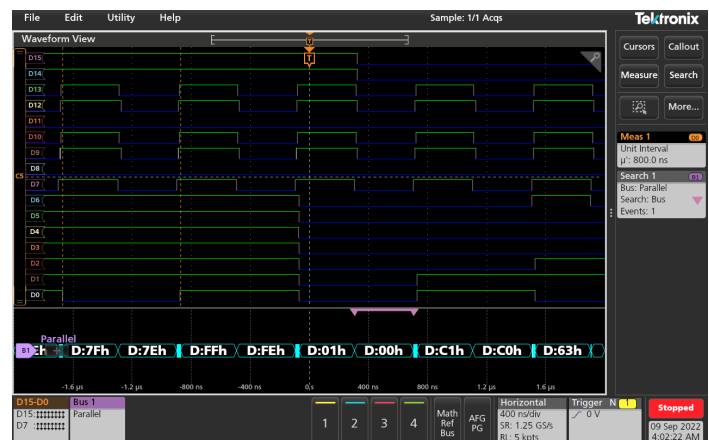 File Edit Utility Help Sample: 1/1 Acqs Tektronix
Waveform View
T
T
Cursors Callout
Measure Search
More...
D15
D14
D13
D12
D11
D10
D9
D8
C5
D7
D6
D5
D4
D3
D2
D1
D0
Meas 1 D0
Unit Interval
µ': 800.0 ns
Search 1 B1
Bus: Parallel
Search: Bus
Events: 1
Parallel
B1 Eh D:7Fh D:7Eh D:FFh D:FEh D:01h D:00h D:C1h D:C0h D:63h
-1.6 µs -1.2 µs -800 ns -400 ns 0 s 400 ns 800 ns 1.2 µs 1.6 µs
D15-D0
D15:
D7 :
Bus 1
Parallel
1 2 3 4
Math
Ref
Bus
AFG
PG
Horizontal
400 ns/div
SR: 1.25 GS/s
RL: 5 kpts
Trigger N 1
0 V
Stopped
09 Sep 2022
4:02:22 AM